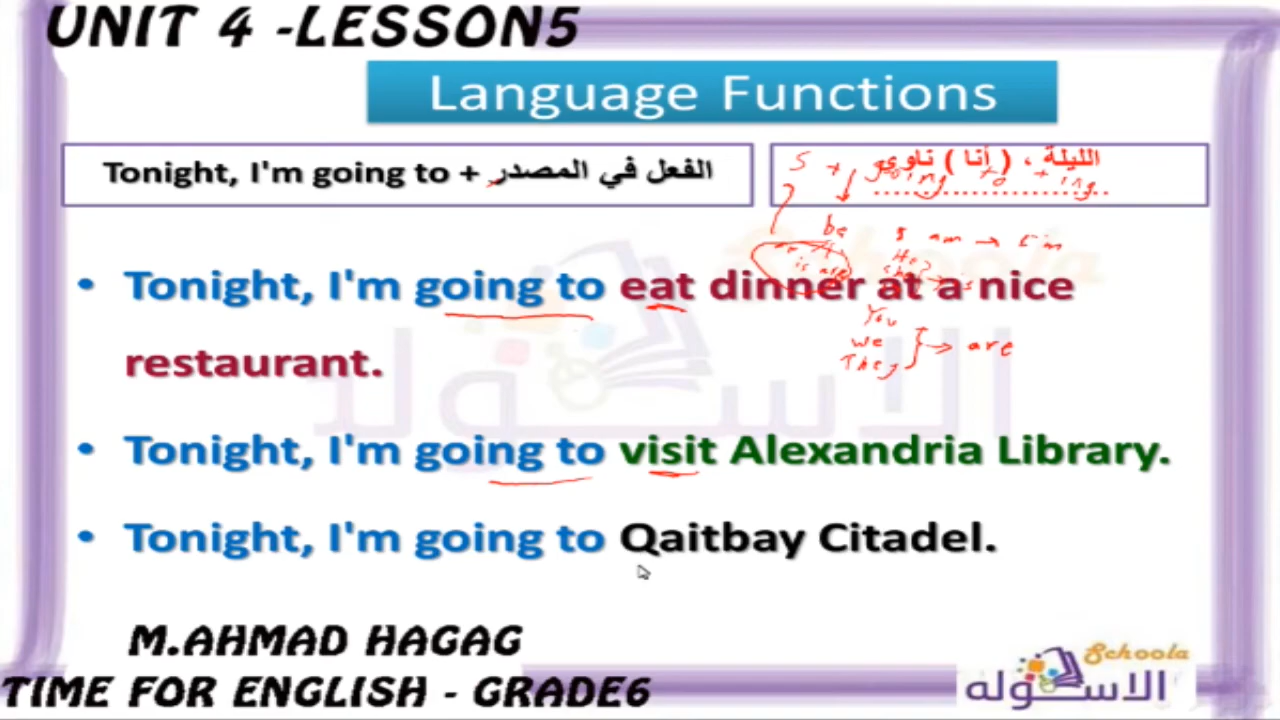 UNIT 4 -LESSON5
Language Functions
Tonight, I'm going to + الفعل في المصدر
الليلة ، ( أنا ) ناوي
S + going to + ing
be
I am → I'm
He
is are
She
You
we
They
→ are
• Tonight, I'm going to eat dinner at a nice
restaurant.
• Tonight, I'm going to visit Alexandria Library.
• Tonight, I'm going to Qaitbay Citadel.
M.AHMAD HAGAG
TIME FOR ENGLISH - GRADE6
Schoola
الاسكوله